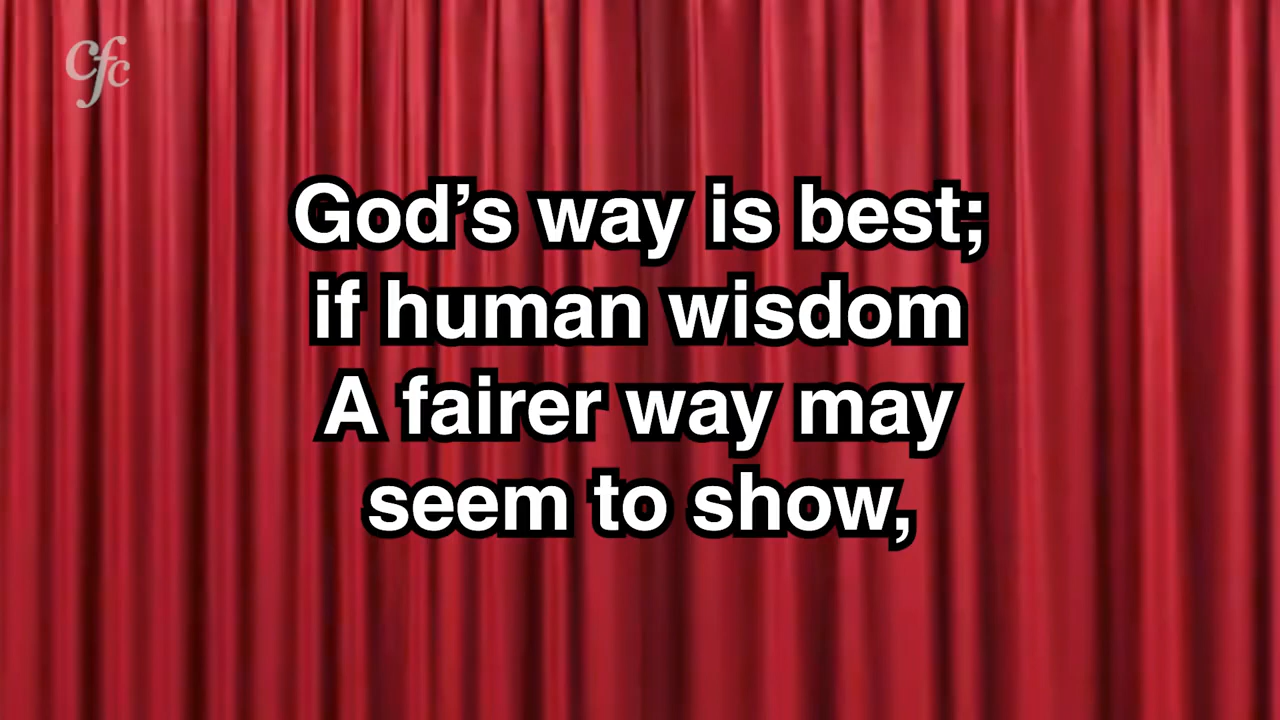 cfc
God’s way is best;
if human wisdom
A fairer way may
seem to show,